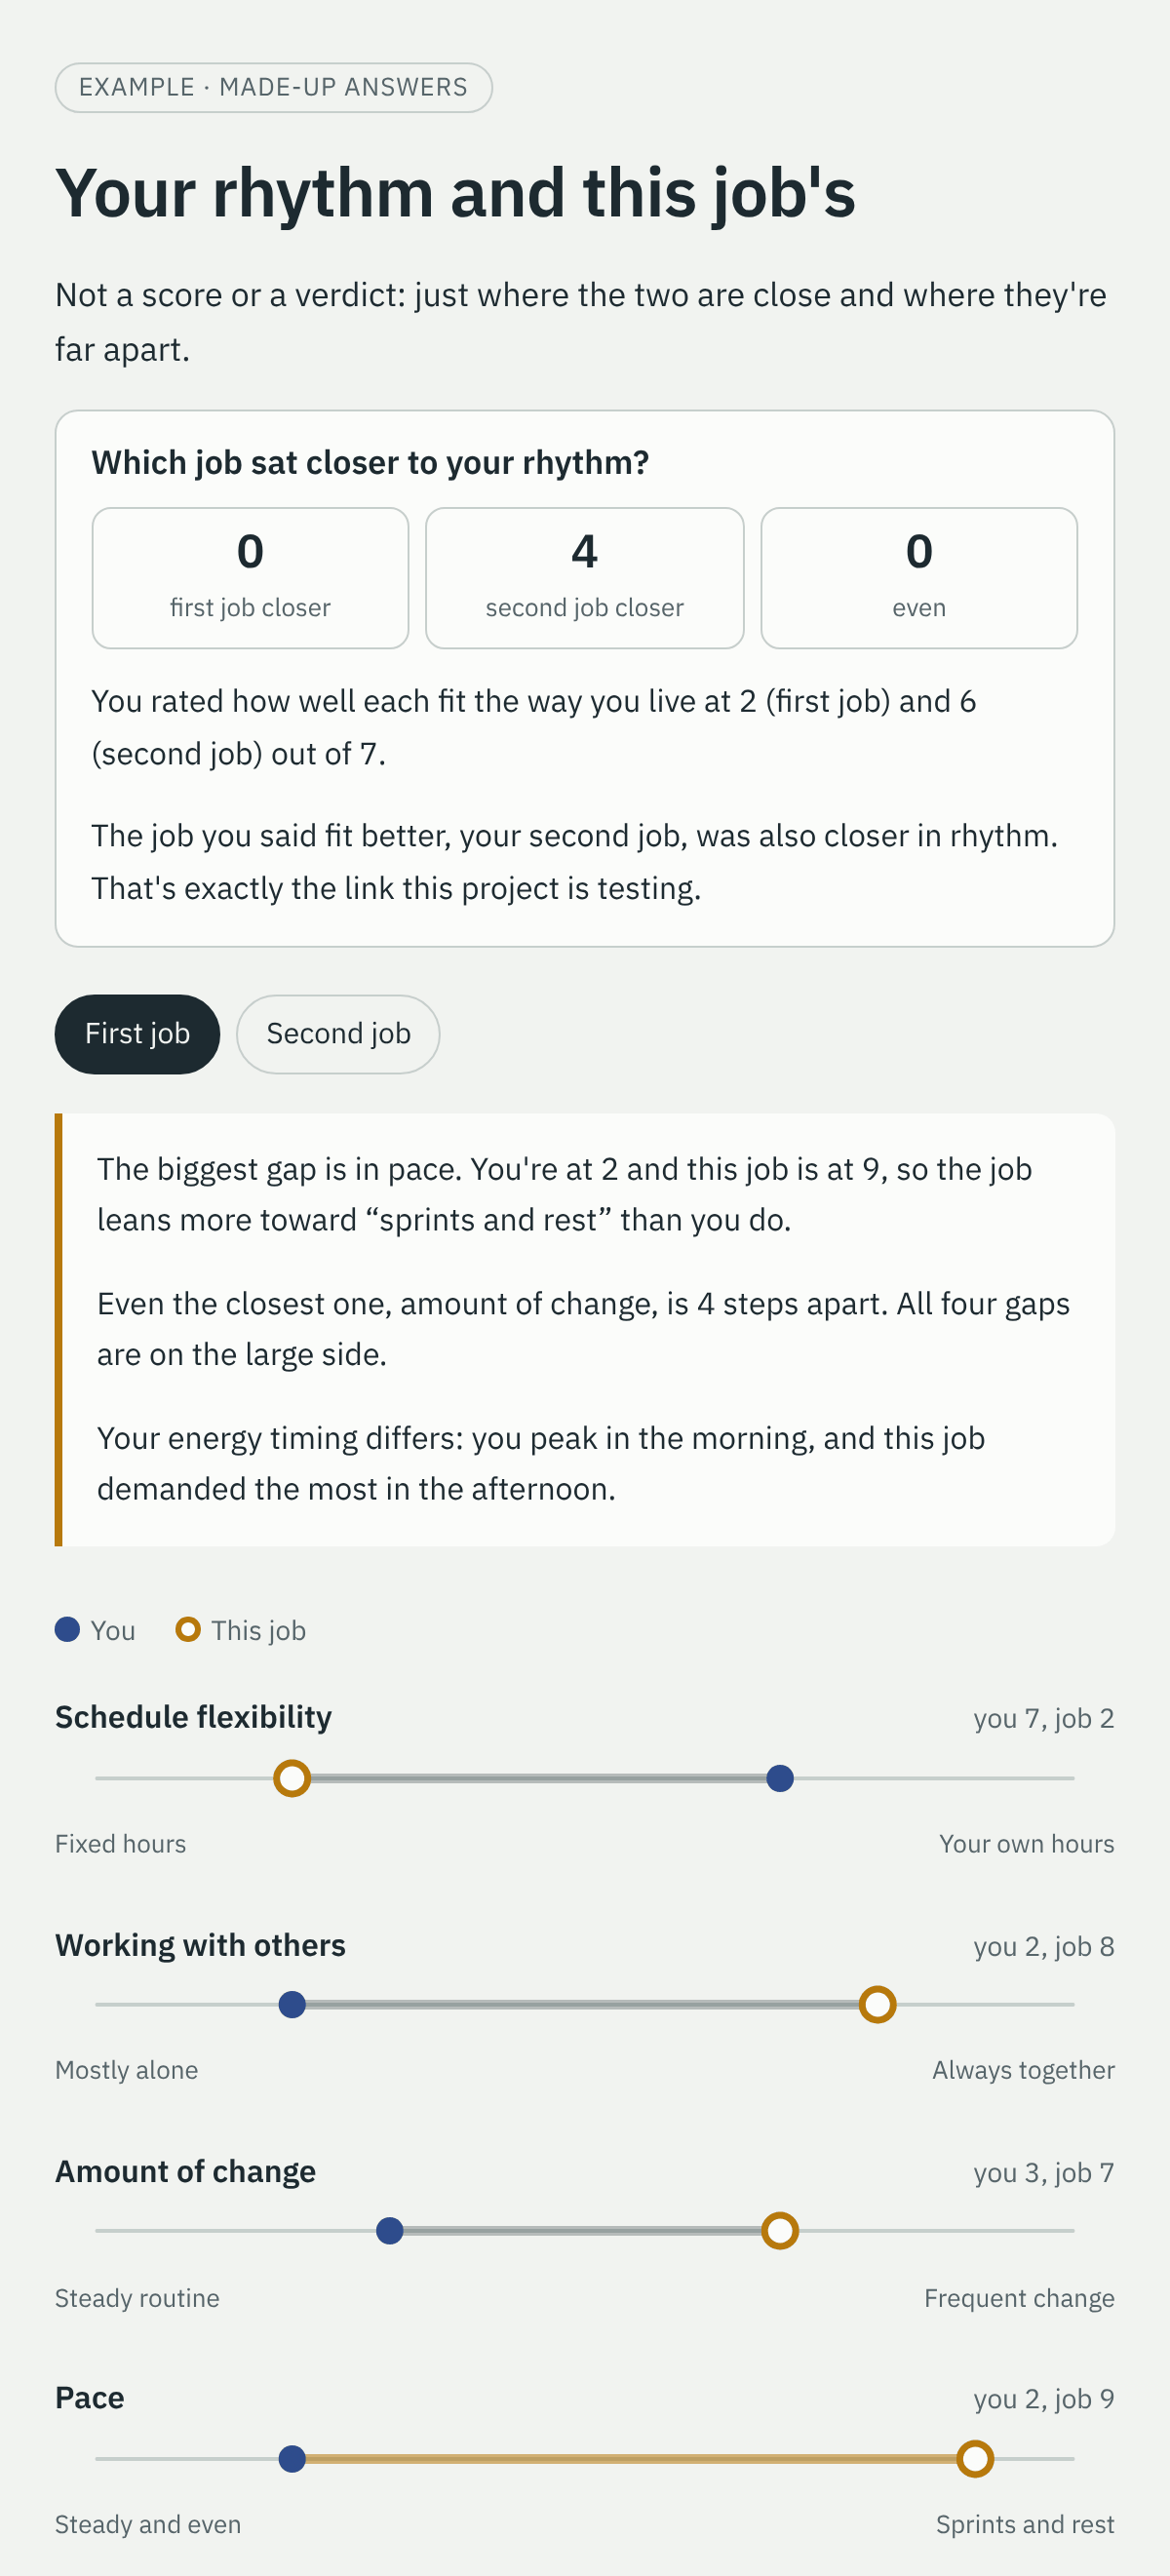 EXAMPLE · MADE-UP ANSWERS
Your rhythm and this job's
Not a score or a verdict: just where the two are close and where they're
far apart.
Which job sat closer to your rhythm?
0
first job closer
4
second job closer
0
even
You rated how well each fit the way you live at 2 (first job) and 6
(second job) out of 7.
The job you said fit better, your second job, was also closer in rhythm.
That's exactly the link this project is testing.
First job
Second job
The biggest gap is in pace. You're at 2 and this job is at 9, so the job
leans more toward “sprints and rest” than you do.
Even the closest one, amount of change, is 4 steps apart. All four gaps
are on the large side.
Your energy timing differs: you peak in the morning, and this job
demanded the most in the afternoon.
You
This job
Schedule flexibility
you 7, job 2
Fixed hours
Your own hours
Working with others
you 2, job 8
Mostly alone
Always together
Amount of change
you 3, job 7
Steady routine
Frequent change
Pace
you 2, job 9
Steady and even
Sprints and rest